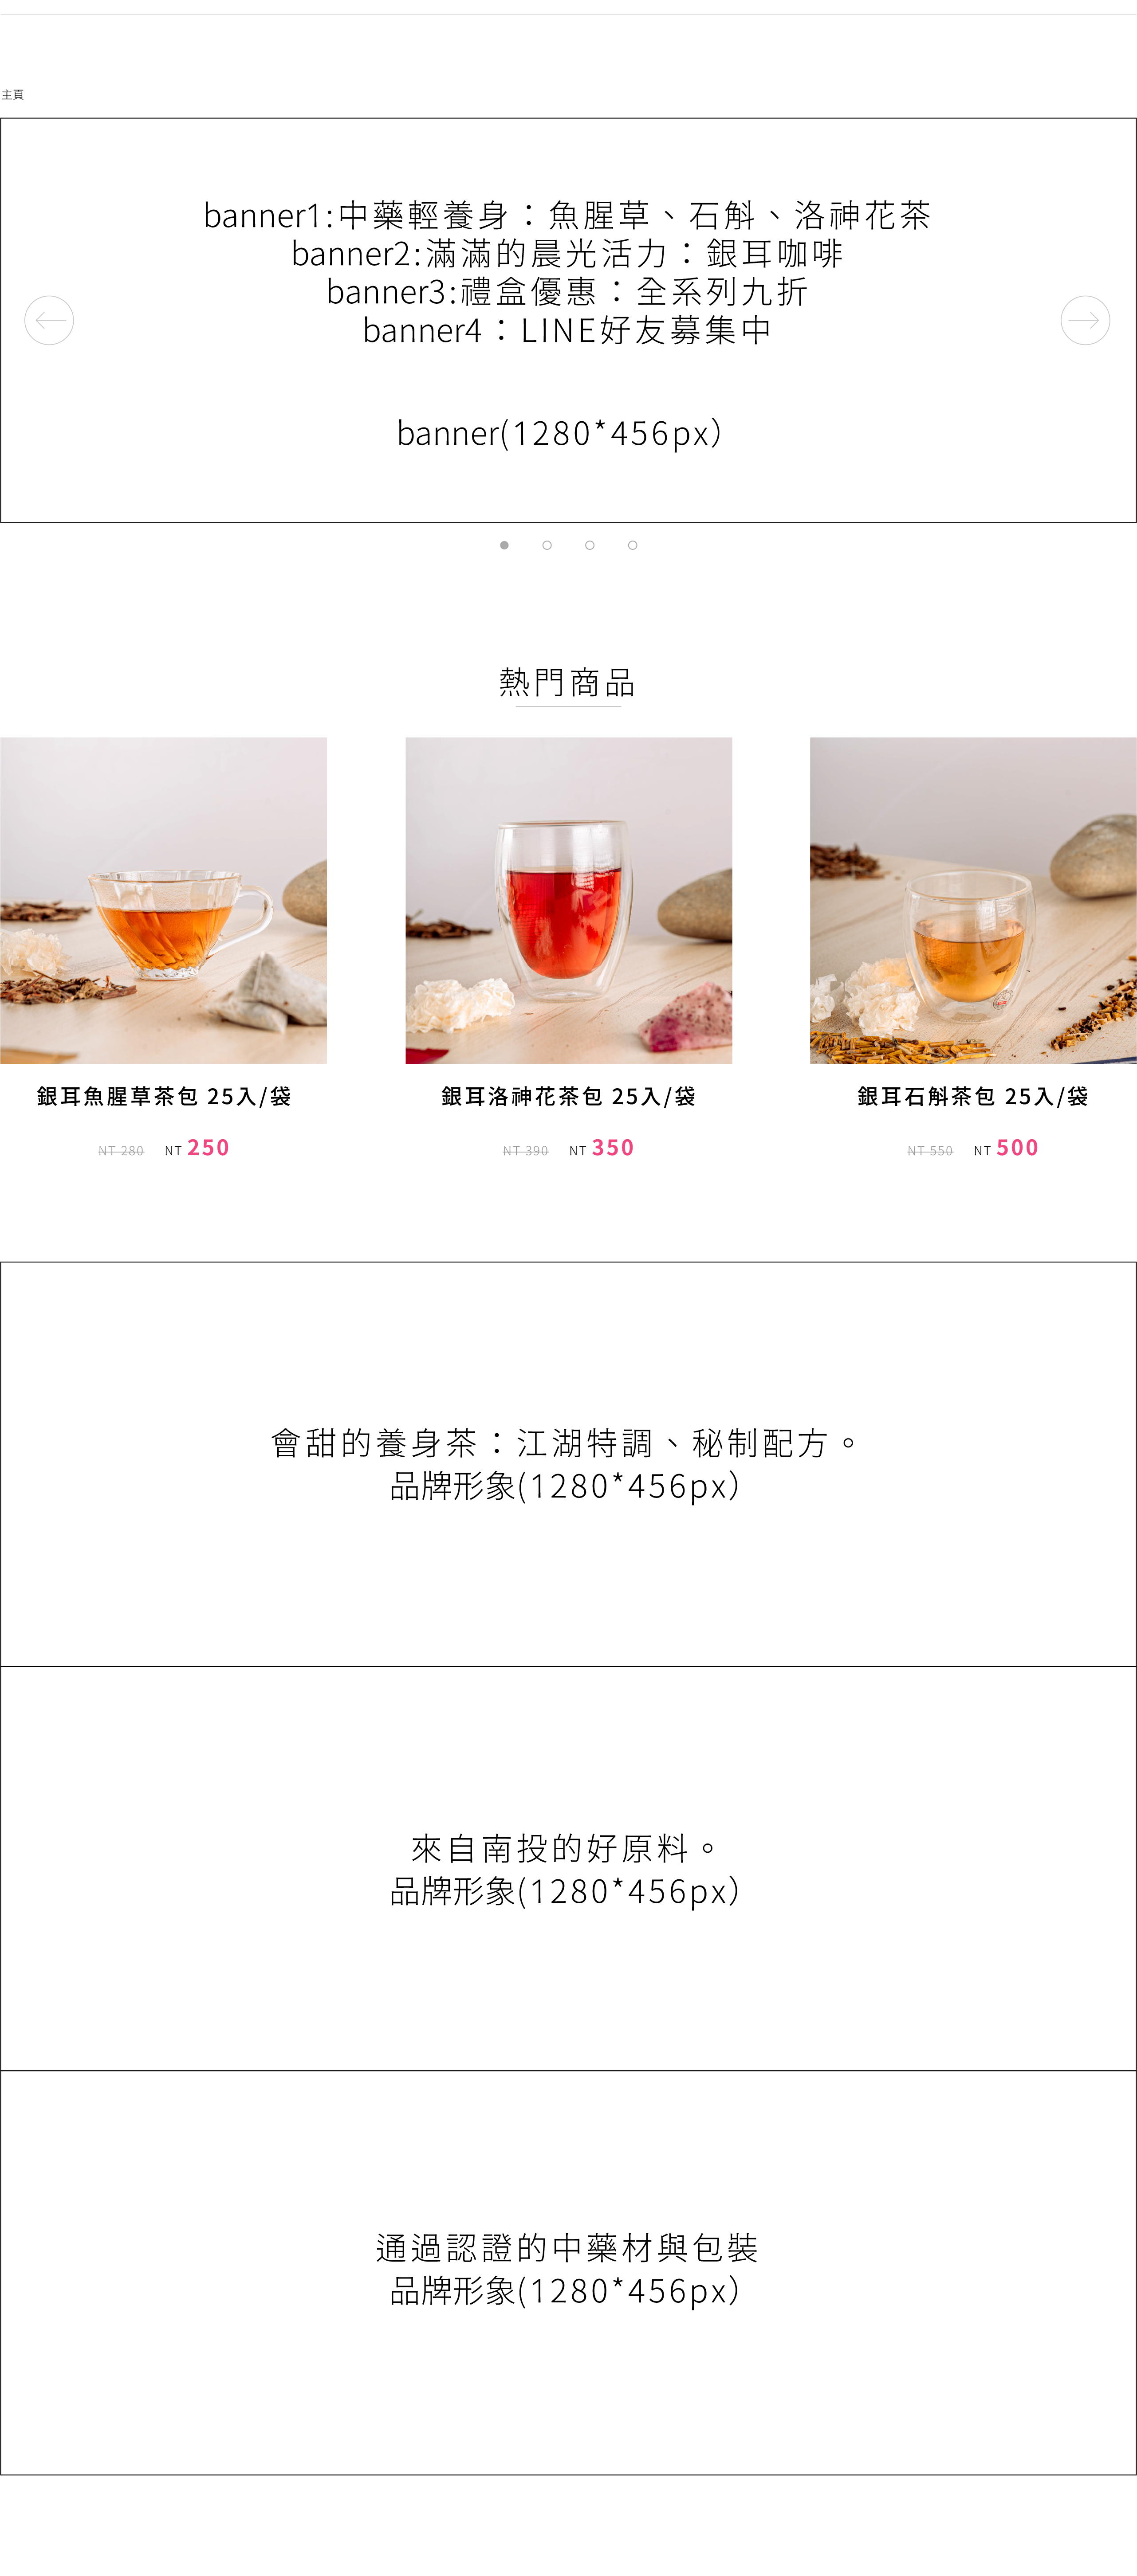 主頁
banner1:中藥輕養身：魚腥草、石斛、洛神花茶
banner2:滿滿的晨光活力：銀耳咖啡
banner3:禮盒優惠：全系列九折
banner4：LINE好友募集中
banner(1280*456px）
熱門商品
銀耳魚腥草茶包 25入/袋
NT 280 NT 250
銀耳洛神花茶包 25入/袋
NT 390 NT 350
銀耳石斛茶包 25入/袋
NT 550 NT 500
會甜的養身茶：江湖特調、秘制配方。
品牌形象(1280*456px）
來自南投的好原料。
品牌形象(1280*456px）
通過認證的中藥材與包裝
品牌形象(1280*456px）